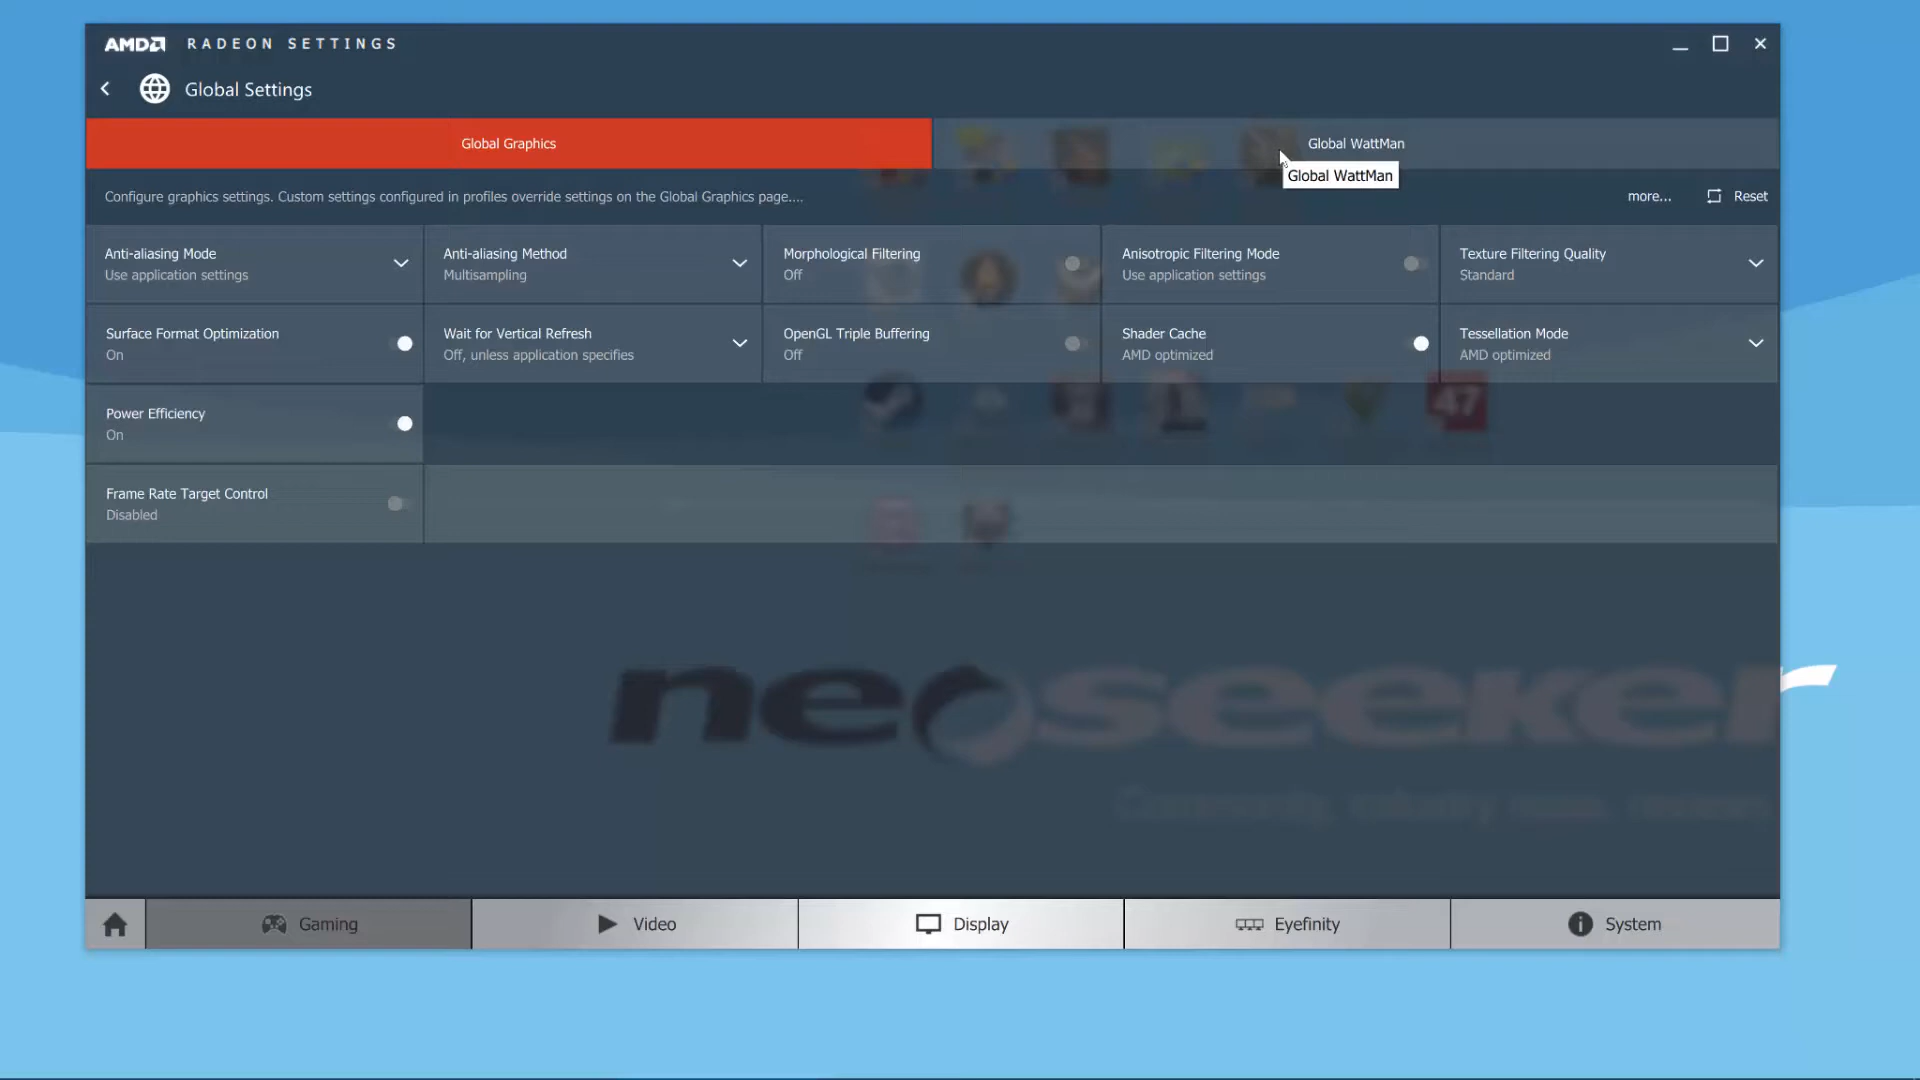 AMD RADEON SETTINGS
Global Settings
Global Graphics
Global WattMan
Global WattMan
Configure graphics settings. Custom settings configured in profiles override settings on the Global Graphics page....
more...
Reset
Anti-aliasing Mode
Use application settings
Anti-aliasing Method
Multisampling
Morphological Filtering
Off
Anisotropic Filtering Mode
Use application settings
Texture Filtering Quality
Standard
Surface Format Optimization
On
Wait for Vertical Refresh
Off, unless application specifies
OpenGL Triple Buffering
Off
Shader Cache
AMD optimized
Tessellation Mode
AMD optimized
Power Efficiency
On
47
Frame Rate Target Control
Disabled
neoseeker
Gaming
Video
Display
Eyefinity
System